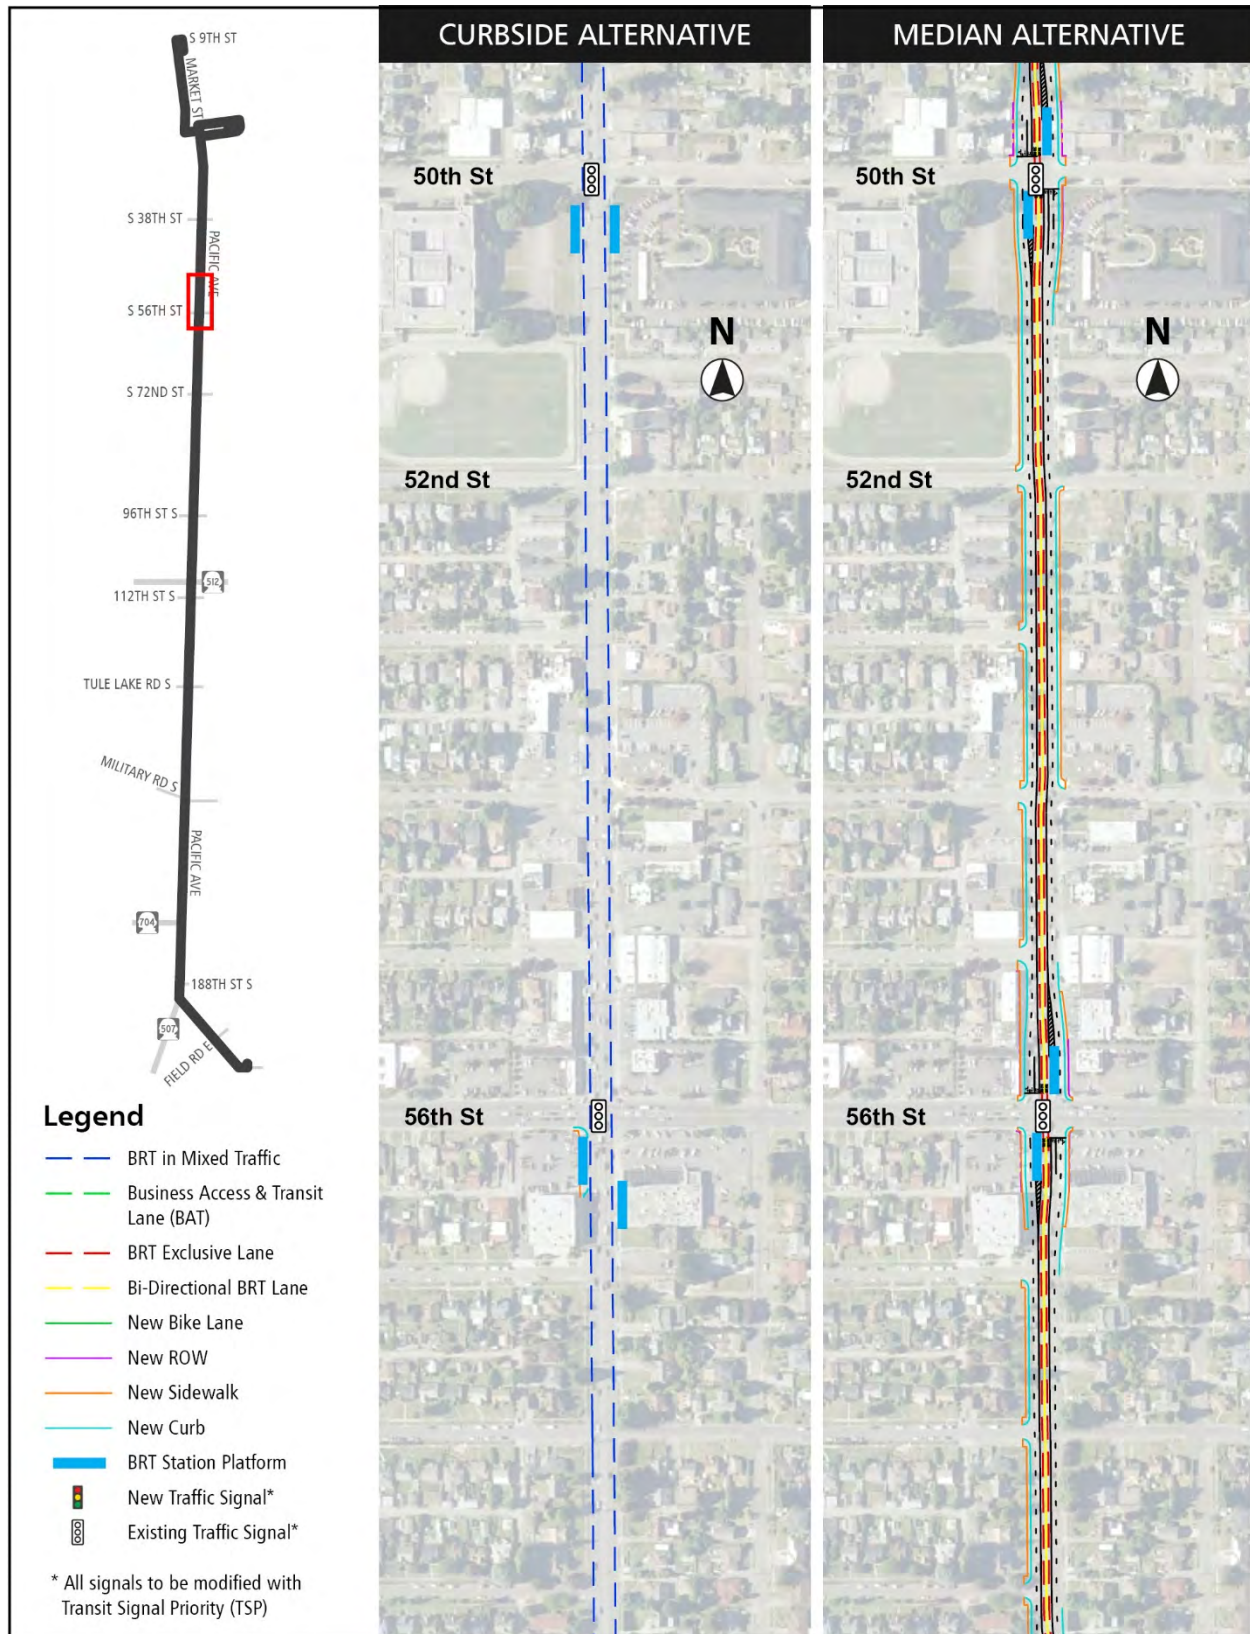 S 9TH ST
MARKET ST
S 38TH ST
PACIFIC AVE
S 56TH ST
S 72ND ST
96TH ST S
512
112TH ST S
TULE LAKE RD S
MILITARY RD S
PACIFIC AVE
704
188TH ST S
507
FIELD RD E
Legend
BRT in Mixed Traffic
Business Access & Transit
Lane (BAT)
BRT Exclusive Lane
Bi-Directional BRT Lane
New Bike Lane
New ROW
New Sidewalk
New Curb
BRT Station Platform
New Traffic Signal*
Existing Traffic Signal*
* All signals to be modified with
Transit Signal Priority (TSP)
CURBSIDE ALTERNATIVE
50th St
N
52nd St
56th St
MEDIAN ALTERNATIVE
50th St
N
52nd St
56th St